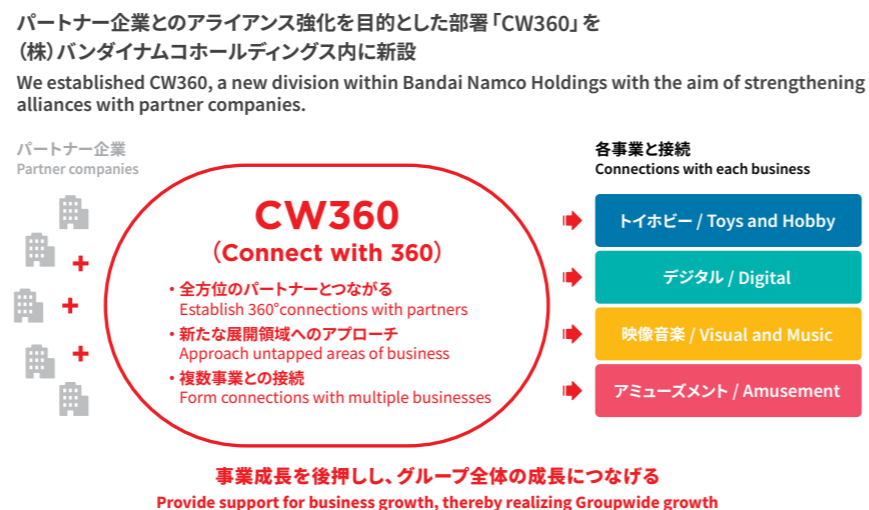 パートナー企業とのアライアンス強化を目的とした部署「CW360」を
（株）バンダイナムコホールディングス内に新設
We established CW360, a new division within Bandai Namco Holdings with the aim of strengthening
alliances with partner companies.
パートナー企業
Partner companies
CW360
（Connect with 360）
・全方位のパートナーとつながる
Establish 360°connections with partners
・新たな展開領域へのアプローチ
Approach untapped areas of business
・複数事業との接続
Form connections with multiple businesses
各事業と接続
Connections with each business
トイホビー / Toys and Hobby
デジタル / Digital
映像音楽 / Visual and Music
アミューズメント / Amusement
事業成長を後押しし、グループ全体の成長につなげる
Provide support for business growth, thereby realizing Groupwide growth